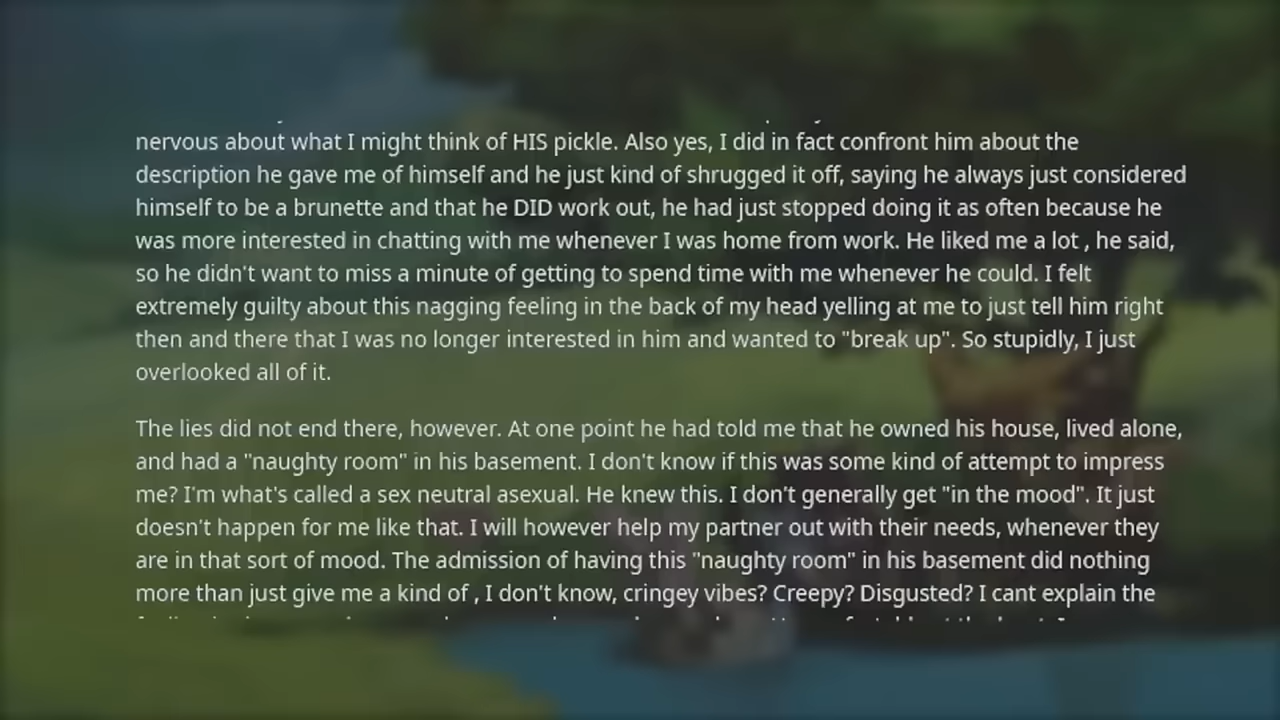 nervous about what I might think of HIS pickle. Also yes, I did in fact confront him about the
description he gave me of himself and he just kind of shrugged it off, saying he always just considered
himself to be a brunette and that he DID work out, he had just stopped doing it as often because he
was more interested in chatting with me whenever I was home from work. He liked me a lot , he said,
so he didn't want to miss a minute of getting to spend time with me whenever he could. I felt
extremely guilty about this nagging feeling in the back of my head yelling at me to just tell him right
then and there that I was no longer interested in him and wanted to "break up". So stupidly, I just
overlooked all of it.
The lies did not end there, however. At one point he had told me that he owned his house, lived alone,
and had a "naughty room" in his basement. I don't know if this was some kind of attempt to impress
me? I'm what's called a sex neutral asexual. He knew this. I don't generally get "in the mood". It just
doesn't happen for me like that. I will however help my partner out with their needs, whenever they
are in that sort of mood. The admission of having this "naughty room" in his basement did nothing
more than just give me a kind of , I don't know, cringey vibes? Creepy? Disgusted? I cant explain the